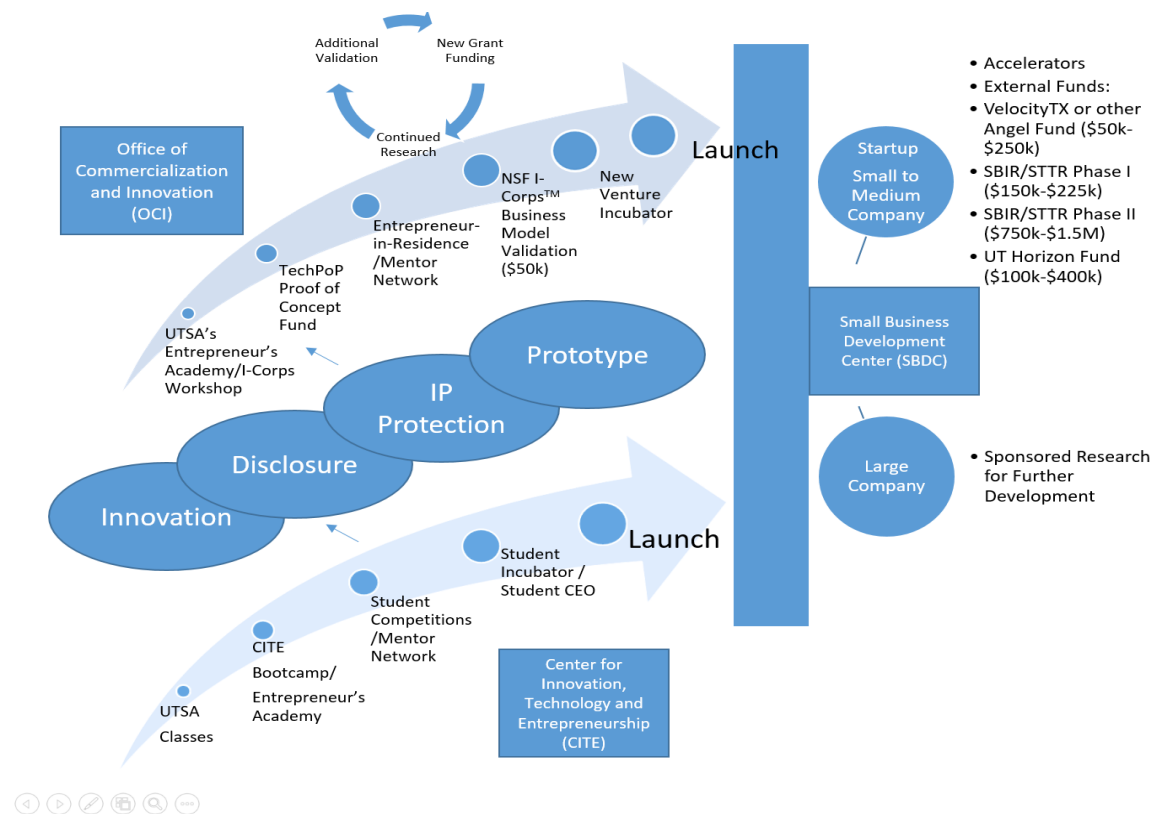 Additional
Validation
New Grant
Funding
Continued
Research
Office of
Commercialization
and Innovation
(OCI)
UTSA's
Entrepreneur's
Academy/I-Corps
Workshop
TechPoP
Proof of
Concept
Fund
Entrepreneur-
in-Residence
/Mentor
Network
NSF I-
Corps™
Business
Model
Validation
($50k)
New
Venture
Incubator
Launch
Innovation
Disclosure
IP
Protection
Prototype
UTSA
Classes
CITE
Bootcamp/
Entrepreneur's
Academy
Student
Competitions
/Mentor
Network
Student
Incubator /
Student CEO
Launch
Center for
Innovation,
Technology and
Entrepreneurship
(CITE)
Startup
Small to
Medium
Company
Small Business
Development
Center (SBDC)
Large
Company
• Accelerators
• External Funds:
• VelocityTX or other
Angel Fund ($50k-
$250k)
• SBIR/STTR Phase I
($150k-$225k)
• SBIR/STTR Phase II
($750k-$1.5M)
• UT Horizon Fund
($100k-$400k)
• Sponsored Research
for Further
Development